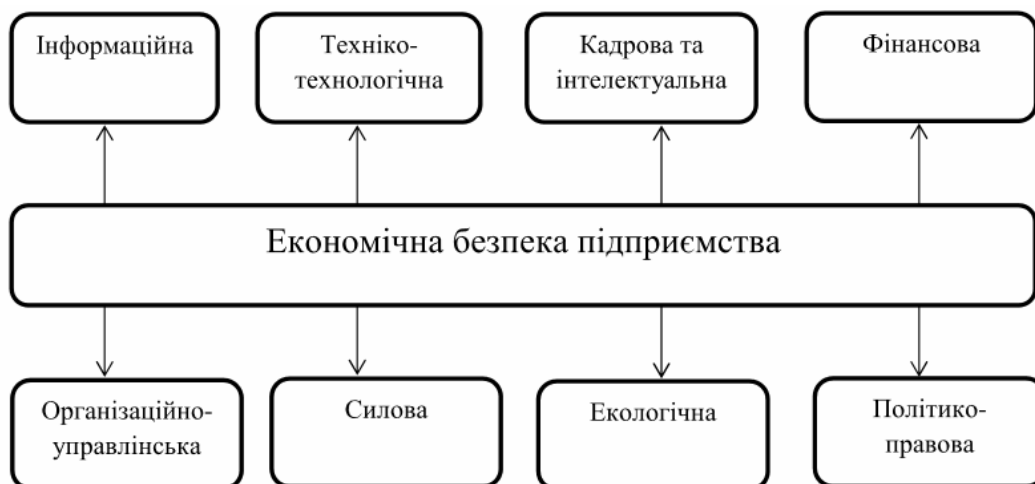 Інформаційна
Техніко-
технологічна
Кадрова та
інтелектуальна
Фінансова
Економічна безпека підприємства
Організаційно-
управлінська
Силова
Екологічна
Політико-
правова